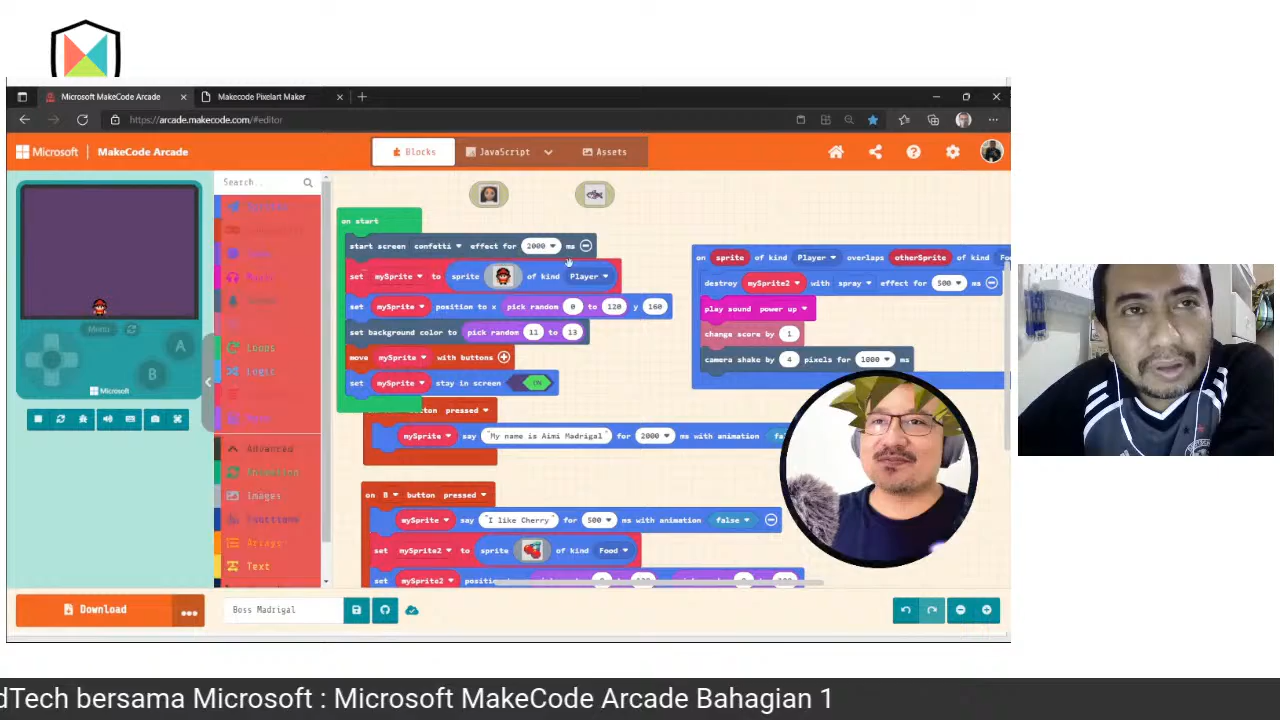 Microsoft MakeCode Arcade
Makecode Pixelart Maker
https://arcade.makecode.com/#editor
Microsoft
MakeCode Arcade
Blocks
JavaScript
Assets
Search..
Loops
Logic
Advanced
Animation
Images
Functions
Arrays
Text
Menu
A
B
Microsoft
on start
start screen confetti effect for 2000 ms
set mySprite to sprite of kind Player
set mySprite position to x pick random 0 to 120 y 160
set background color to pick random 11 to 13
move mySprite with buttons
set mySprite stay in screen ON
button pressed
mySprite say "My name is Aimi Madrigal" for 2000 ms with animation
on B button pressed
mySprite say "I like Cherry" for 500 ms with animation false
set mySprite2 to sprite of kind Food
set mySprite2
on sprite of kind Player overlaps otherSprite of kind
destroy mySprite2 with spray effect for 500 ms
play sound power up
change score by 1
camera shake by 4 pixels for 1000 ms
Download
Boss Madrigal
dTech bersama Microsoft : Microsoft MakeCode Arcade Bahagian 1